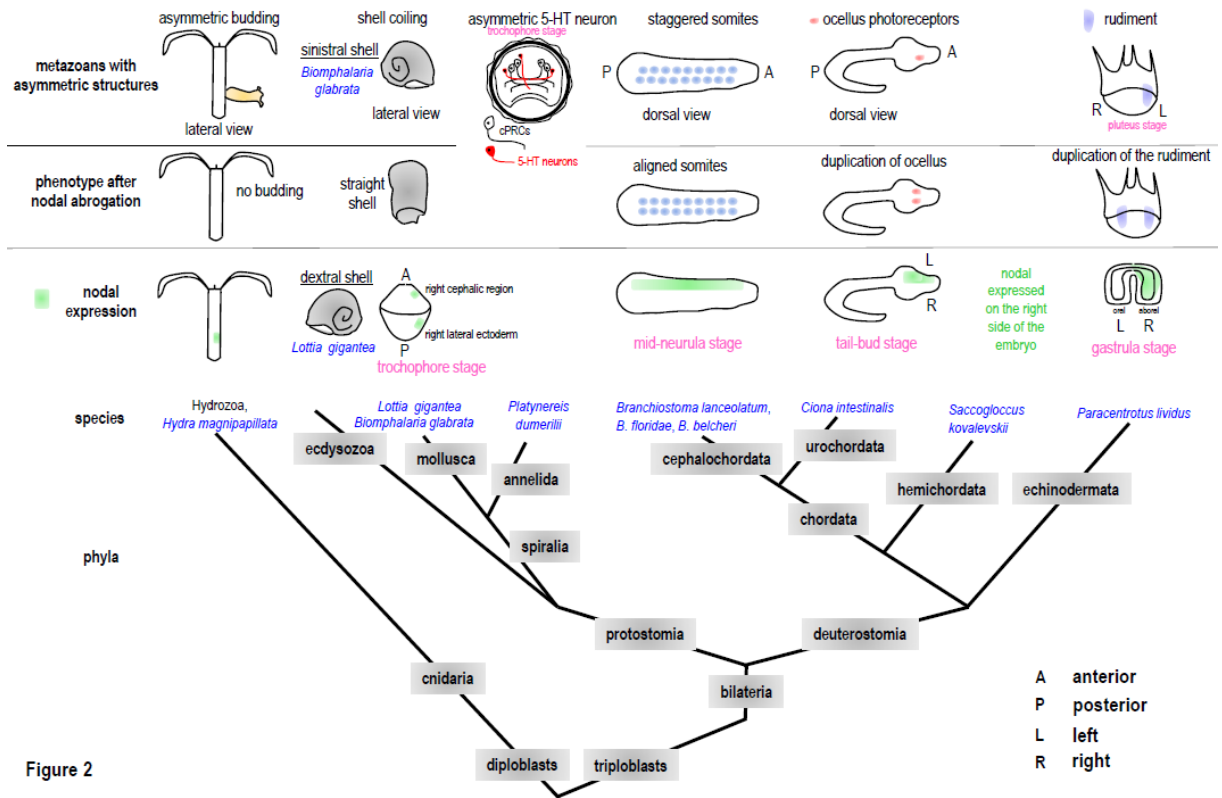 asymmetric budding
shell coiling
asymmetric 5-HT neuron
trochophore stage
staggered somites
ocellus photoreceptors
rudiment
metazoans with
asymmetric structures
sinistral shell
Biomphalaria
glabrata
P
A
P
A
R
L
lateral view
lateral view
cPRCs
5-HT neurons
dorsal view
dorsal view
pluteus stage
phenotype after
nodal abrogation
no budding
straight
shell
aligned somites
duplication of ocellus
duplication of the rudiment
nodal
expression
dextral shell
Lottia gigantea
A
right cephalic region
right lateral ectoderm
P
trochophore stage
mid-neurula stage
L
R
tail-bud stage
nodal
expressed
on the right
side of the
embryo
oral
aboral
L
R
gastrula stage
species
Hydrozoa,
Hydra magnipapillata
Lottia gigantea
Biomphalaria glabrata
Platynereis
dumerilii
Branchiostoma lanceolatum,
B. floridae, B. belcheri
Ciona intestinalis
Saccogloccus
kovalevskii
Paracentrotus lividus
ecdysozoa
mollusca
annelida
cephalochordata
urochordata
hemichordata
echinodermata
chordata
phyla
spiralia
protostomia
deuterostomia
cnidaria
bilateria
A anterior
P posterior
L left
R right
diploblasts
triploblasts
Figure 2